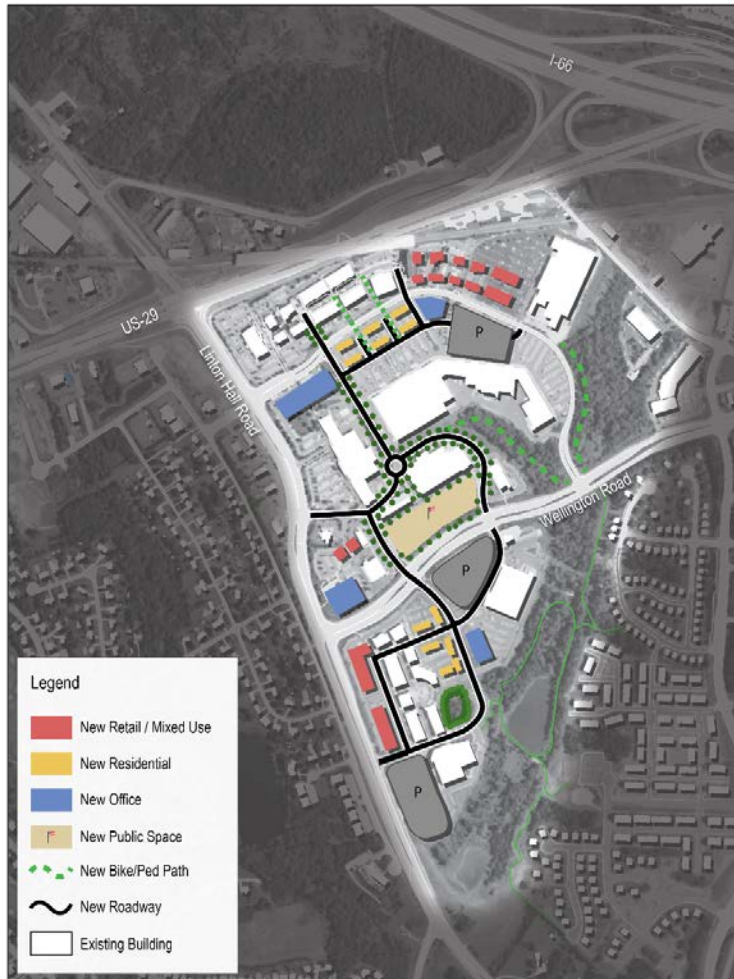 I-66
US-29
Linton Hall Road
P
Wellington Road
P
P
Legend
New Retail / Mixed Use
New Residential
New Office
New Public Space
New Bike/Ped Path
New Roadway
Existing Building